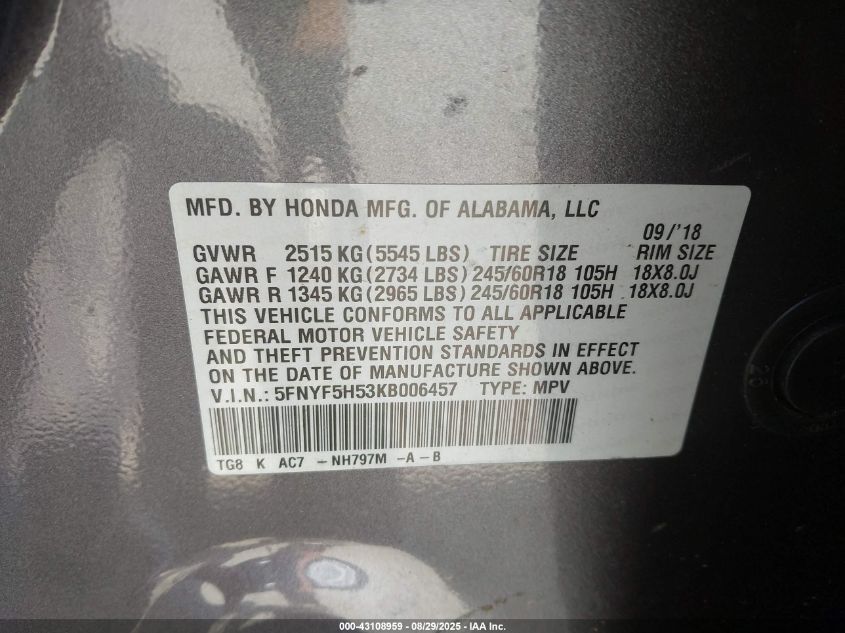 MFD. BY HONDA MFG. OF ALABAMA, LLC
09/'18
GVWR 2515 KG (5545 LBS) TIRE SIZE RIM SIZE
GAWR F 1240 KG (2734 LBS) 245/60R18 105H 18X8.0J
GAWR R 1345 KG (2965 LBS) 245/60R18 105H 18X8.0J
THIS VEHICLE CONFORMS TO ALL APPLICABLE
FEDERAL MOTOR VEHICLE SAFETY
AND THEFT PREVENTION STANDARDS IN EFFECT
ON THE DATE OF MANUFACTURE SHOWN ABOVE.
V.I.N.: 5FNYF5H53KB006457 TYPE: MPV
TG8 K AC7 -NH797M -A-B
000-43108959 - 08/29/2025 - IAA Inc.